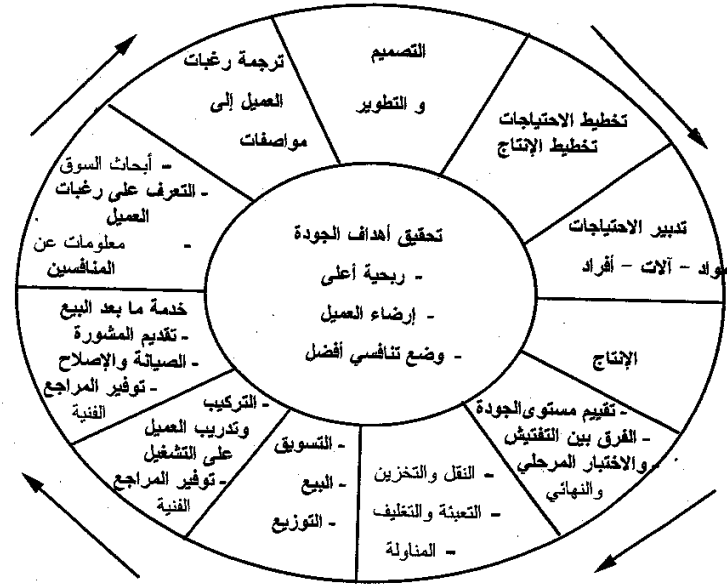 التصميم
و التطوير
تخطيط الاحتياجات
تخطيط الإنتاج
تدبير الاحتياجات
مواد - آلات - أفراد
الإنتاج
- تقييم مستوى الجودة
- الفرق بين التفتيش
- والاختبار المرحلي
والنهائي
- النقل والتخزين
- التعبئة والتغليف
- المناولة
- التسويق
- البيع
- التوزيع
- التركيب
وتدريب العميل
على التشغيل
- توفير المراجع
الفنية
خدمة ما بعد البيع
- تقديم المشورة
- الصيانة والإصلاح
- توفير المراجع
الفنية
- أبحاث السوق
- التعرف على رغبات
العميل
- معلومات عن
المنافسين
ترجمة رغبات
العميل إلى
مواصفات
تحقيق أهداف الجودة
- ربحية أعلى
- إرضاء العميل
- وضع تنافسي أفضل